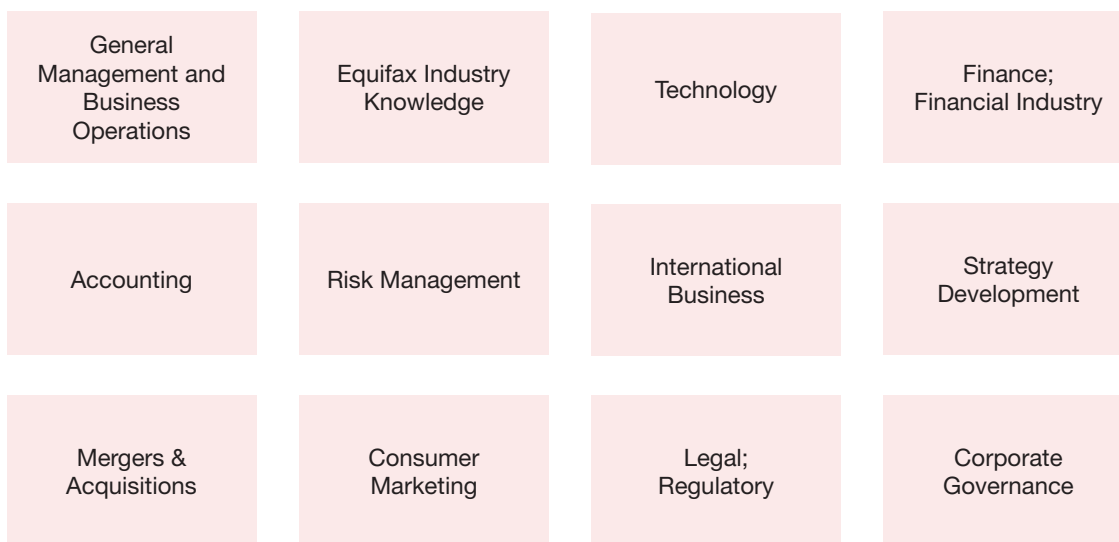 General
Management and
Business
Operations
Equifax Industry
Knowledge
Technology
Finance;
Financial Industry
Accounting
Risk Management
International
Business
Strategy
Development
Mergers &
Acquisitions
Consumer
Marketing
Legal;
Regulatory
Corporate
Governance